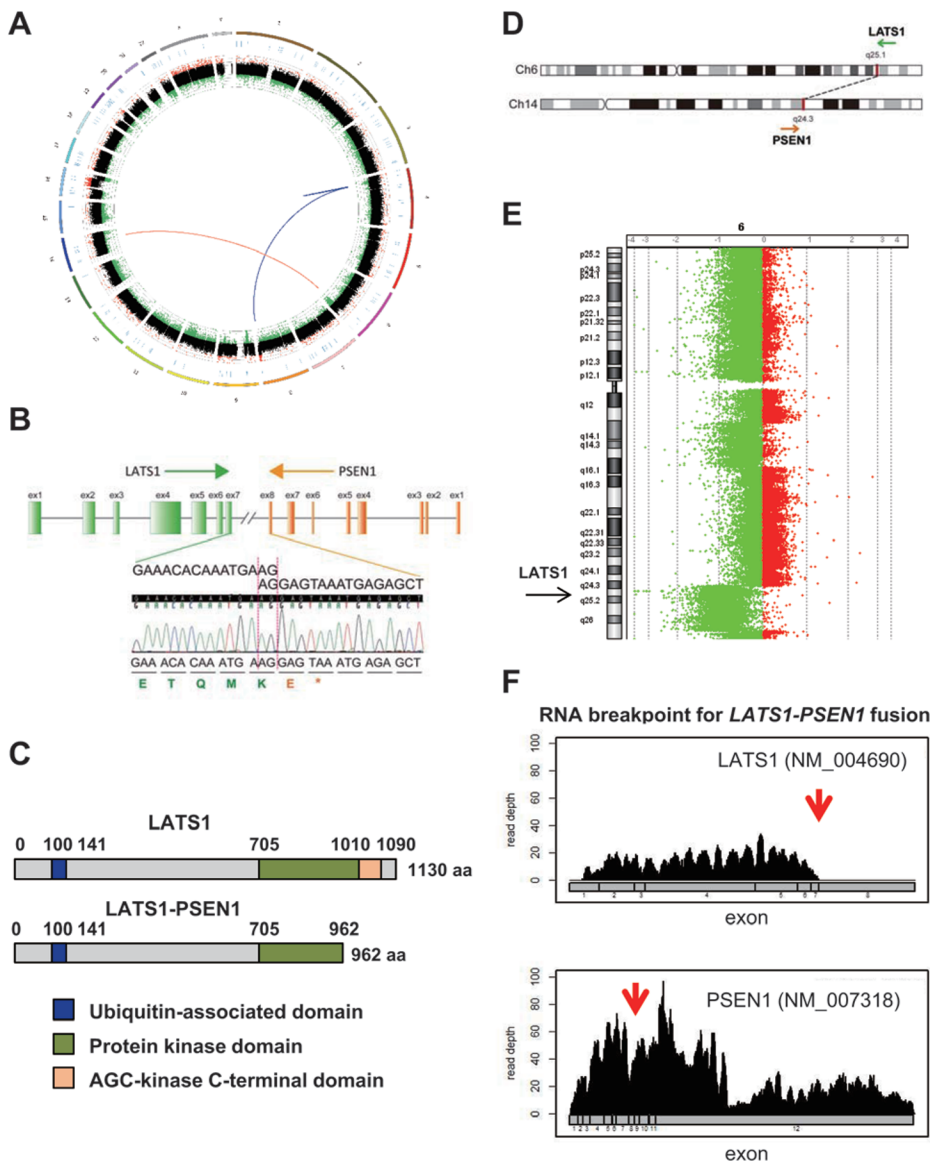 A
B
LATS1
PSEN1
ex1 ex2 ex3 ex4 ex5 ex6 ex7 ex8 ex7 ex6 ex5 ex4 ex3 ex2 ex1
GAAACACAAATGAAG
AGGAGTAAATGAGAGCT
GAAACACAAATGAAGGAGTAAATGAGAGCT
GAA ACA CAA ATG AAG GAG TAA ATG AGA GCT
E T Q M K E *
C
LATS1
0 100 141 705 1010 1090
1130 aa
LATS1-PSEN1
0 100 141 705 962
962 aa
Ubiquitin-associated domain
Protein kinase domain
AGC-kinase C-terminal domain
D
LATS1
q25.1
Ch6
Ch14
q24.3
PSEN1
E
6
-4 -3 -2 -1 0 1 2 3 4
p25.2
p24.3
p24.1
p22.3
p22.1
p21.32
p21.2
p12.3
p12.1
q12
q14.1
q14.3
q16.1
q16.3
q22.1
q22.31
q22.33
q23.2
q24.1
q24.3
q25.2
q26
LATS1
F
RNA breakpoint for LATS1-PSEN1 fusion
LATS1 (NM_004690)
read depth
0 20 40 60 80 100
1 2 3 4 5 6 7 8
exon
PSEN1 (NM_007318)
read depth
0 20 40 60 80 100
1 2 3 4 5 6 7 8 9 10 11 12
exon